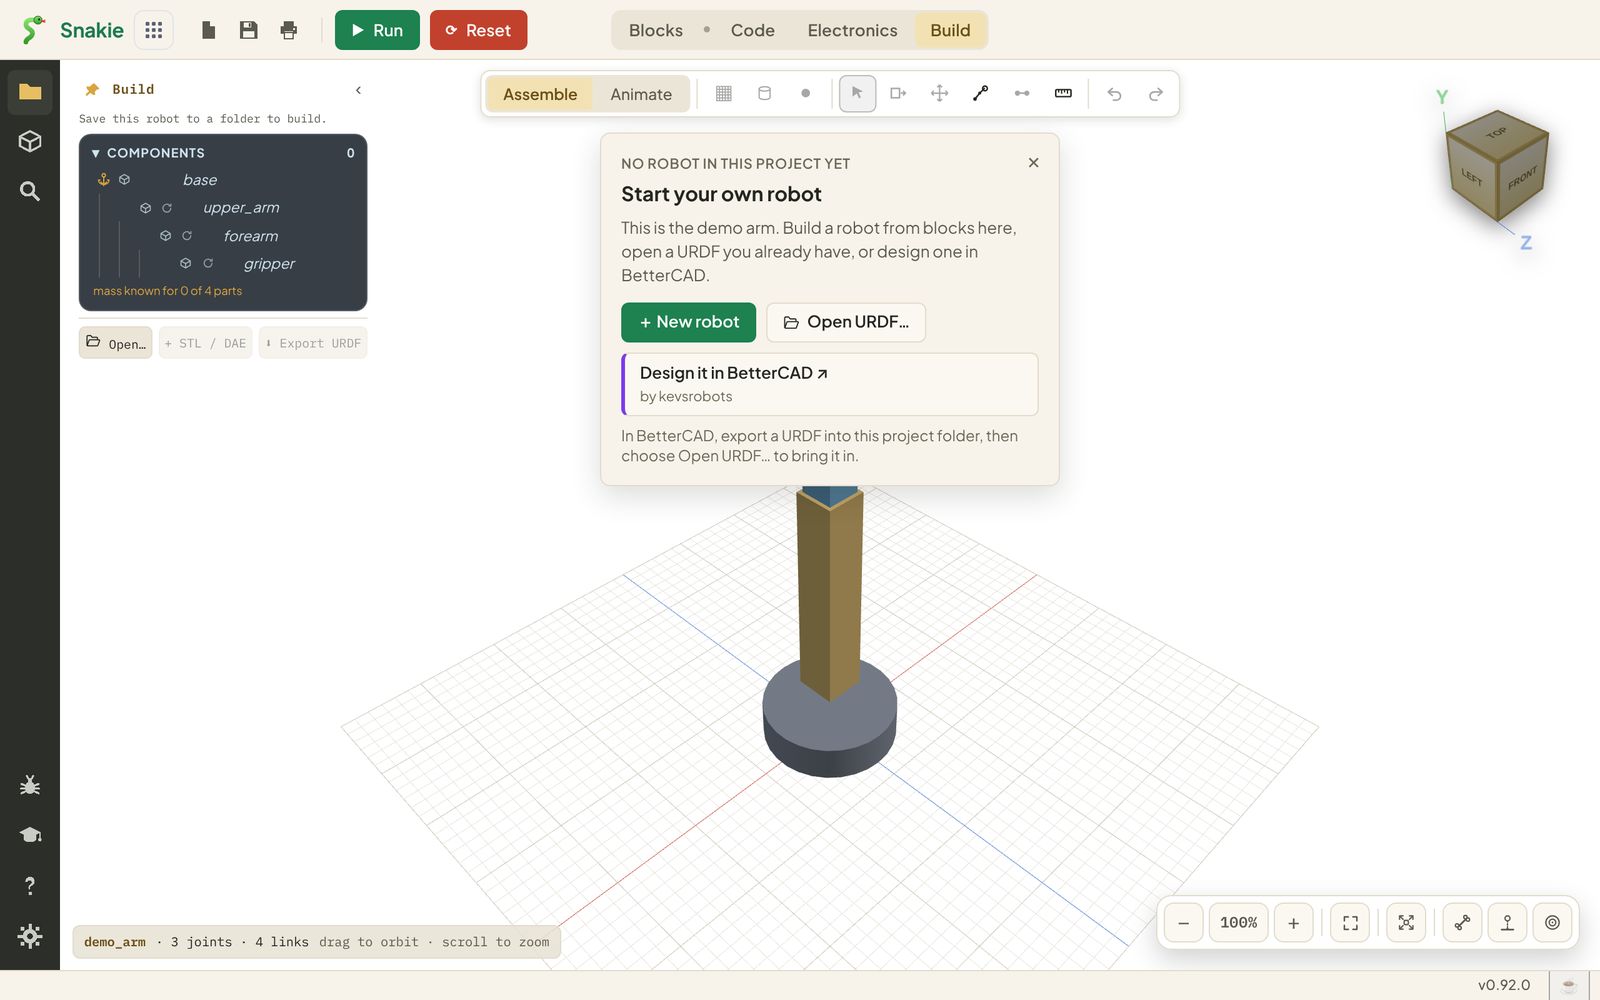 Snakie
Run
Reset
Blocks
Code
Electronics
Build
Build
Save this robot to a folder to build.
COMPONENTS 0
base
upper_arm
forearm
gripper
mass known for 0 of 4 parts
Open…
+ STL / DAE
Export URDF
Assemble
Animate
NO ROBOT IN THIS PROJECT YET
Start your own robot
This is the demo arm. Build a robot from blocks here,
open a URDF you already have, or design one in
BetterCAD.
+ New robot
Open URDF…
Design it in BetterCAD ↗
by kevsrobots
In BetterCAD, export a URDF into this project folder, then
choose Open URDF… to bring it in.
Y
TOP
LEFT
FRONT
Z
demo_arm · 3 joints · 4 links drag to orbit · scroll to zoom
− 100% +
v0.92.0